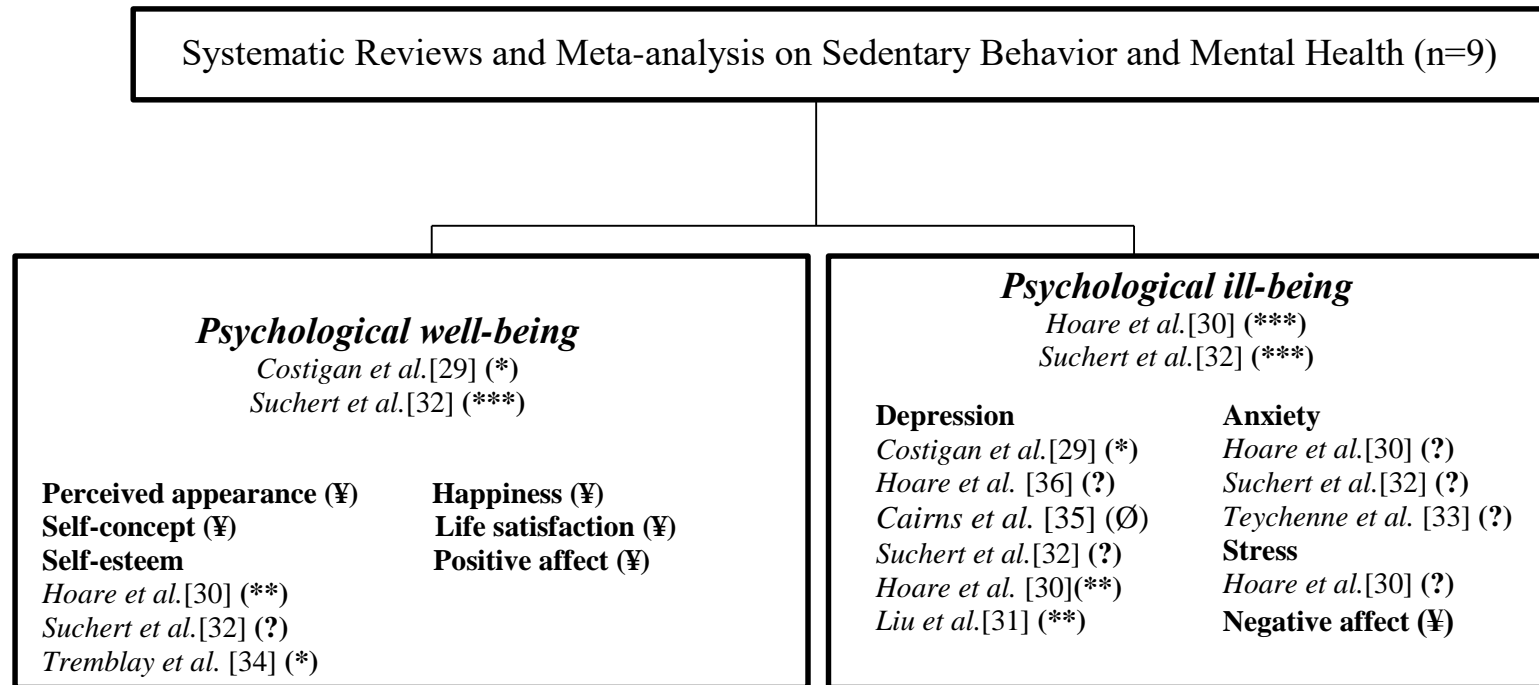 Systematic Reviews and Meta-analysis on Sedentary Behavior and Mental Health (n=9)
Psychological well-being
Costigan et al.[29] (*)
Suchert et al.[32] (***)
Perceived appearance (¥)
Self-concept (¥)
Self-esteem
Hoare et al.[30] (**)
Suchert et al.[32] (?)
Tremblay et al. [34] (*)
Happiness (¥)
Life satisfaction (¥)
Positive affect (¥)
Psychological ill-being
Hoare et al.[30] (***)
Suchert et al.[32] (***)
Depression
Costigan et al.[29] (*)
Hoare et al. [36] (?)
Cairns et al. [35] (Ø)
Suchert et al.[32] (?)
Hoare et al. [30](**)
Liu et al.[31] (**)
Anxiety
Hoare et al.[30] (?)
Suchert et al.[32] (?)
Teychenne et al. [33] (?)
Stress
Hoare et al.[30] (?)
Negative affect (¥)